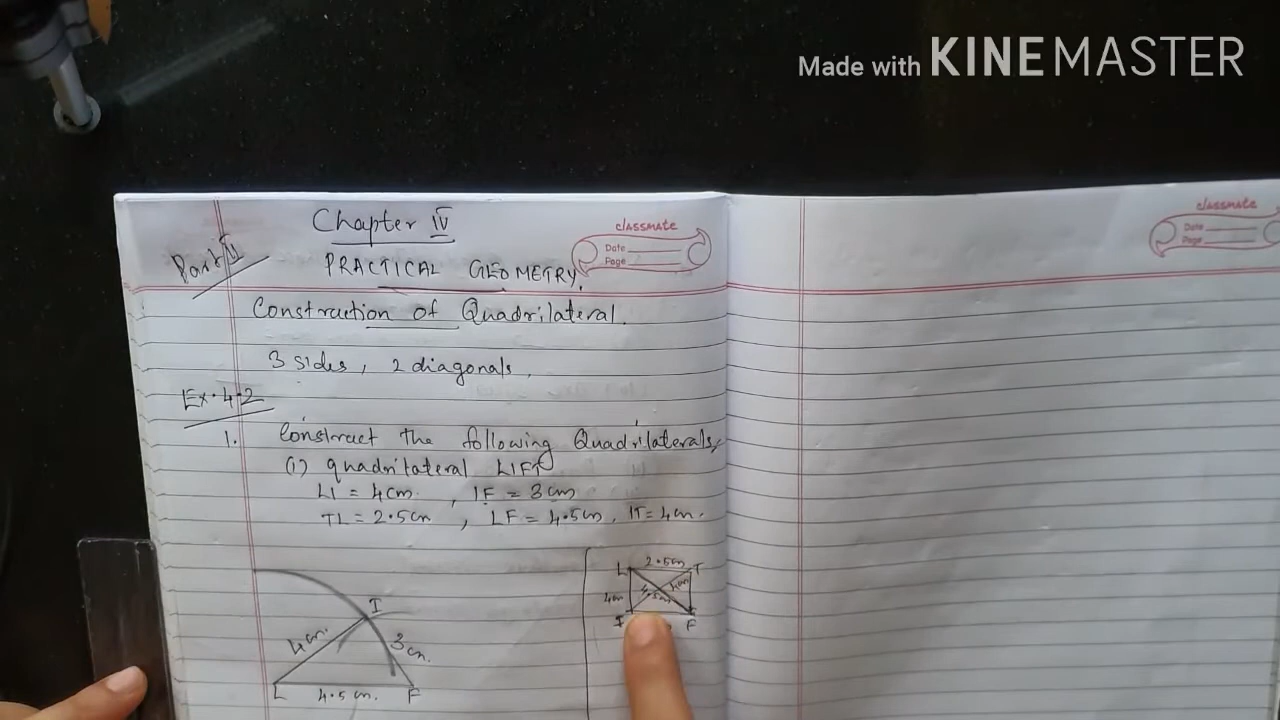 Made with KINEMASTER
Chapter IV
classmate
Date
Page
Part
PRACTICAL GEOMETRY.
Construction of Quadrilateral.
3 sides, 2 diagonals.
Ex. 4.2
1. Construct the following Quadrilaterals,
(i) quadrilateral LIFT
LI = 4cm, IF = 3cm
TL = 2.5cm, LF = 4.5cm, IT = 4cm.
L 2.5cm T
4cm 4cm
I F
I
4cm. 3cm.
L 4.5cm. F
classmate
Date
Page